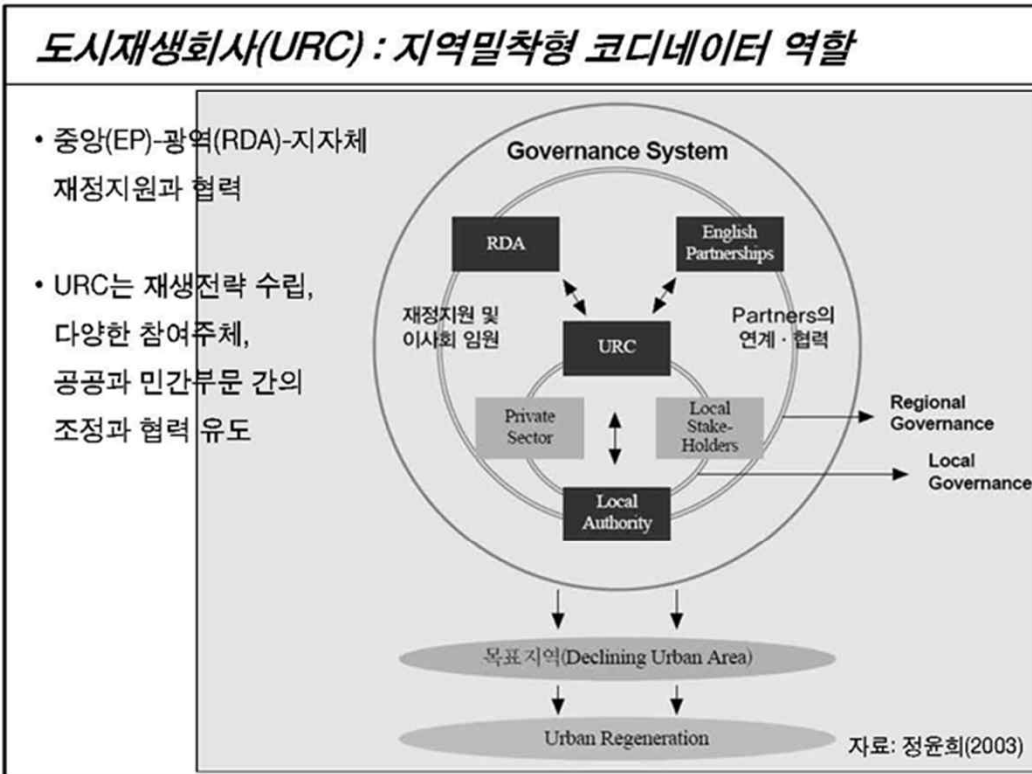 도시재생회사(URC) : 지역밀착형 코디네이터 역할
• 중앙(EP)-광역(RDA)-지자체
재정지원과 협력
• URC는 재생전략 수립,
다양한 참여주체,
공공과 민간부문 간의
조정과 협력 유도
Governance System
RDA
English
Partnerships
재정지원 및
이사회 임원
URC
Partners의
연계·협력
Private
Sector
Local
Stake-
Holders
Regional
Governance
Local
Governance
Local
Authority
목표지역(Declining Urban Area)
Urban Regeneration
자료: 정윤희(2003)